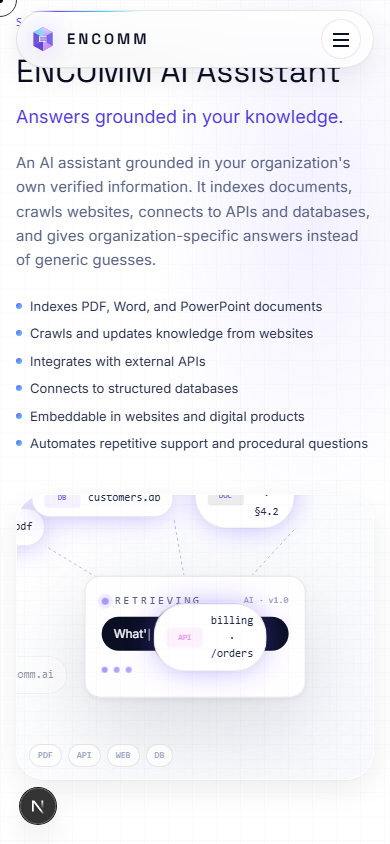 ENCOMM
ENCOMM AI Assistant
Answers grounded in your knowledge.
An AI assistant grounded in your organization's
own verified information. It indexes documents,
crawls websites, connects to APIs and databases,
and gives organization-specific answers instead
of generic guesses.
Indexes PDF, Word, and PowerPoint documents
Crawls and updates knowledge from websites
Integrates with external APIs
Connects to structured databases
Embeddable in websites and digital products
Automates repetitive support and procedural questions
DB customers.db
DOC · §4.2
pdf
RETRIEVING AI · v1.0
What'
API
billing
·
/orders
omm.ai
PDF API WEB DB
N